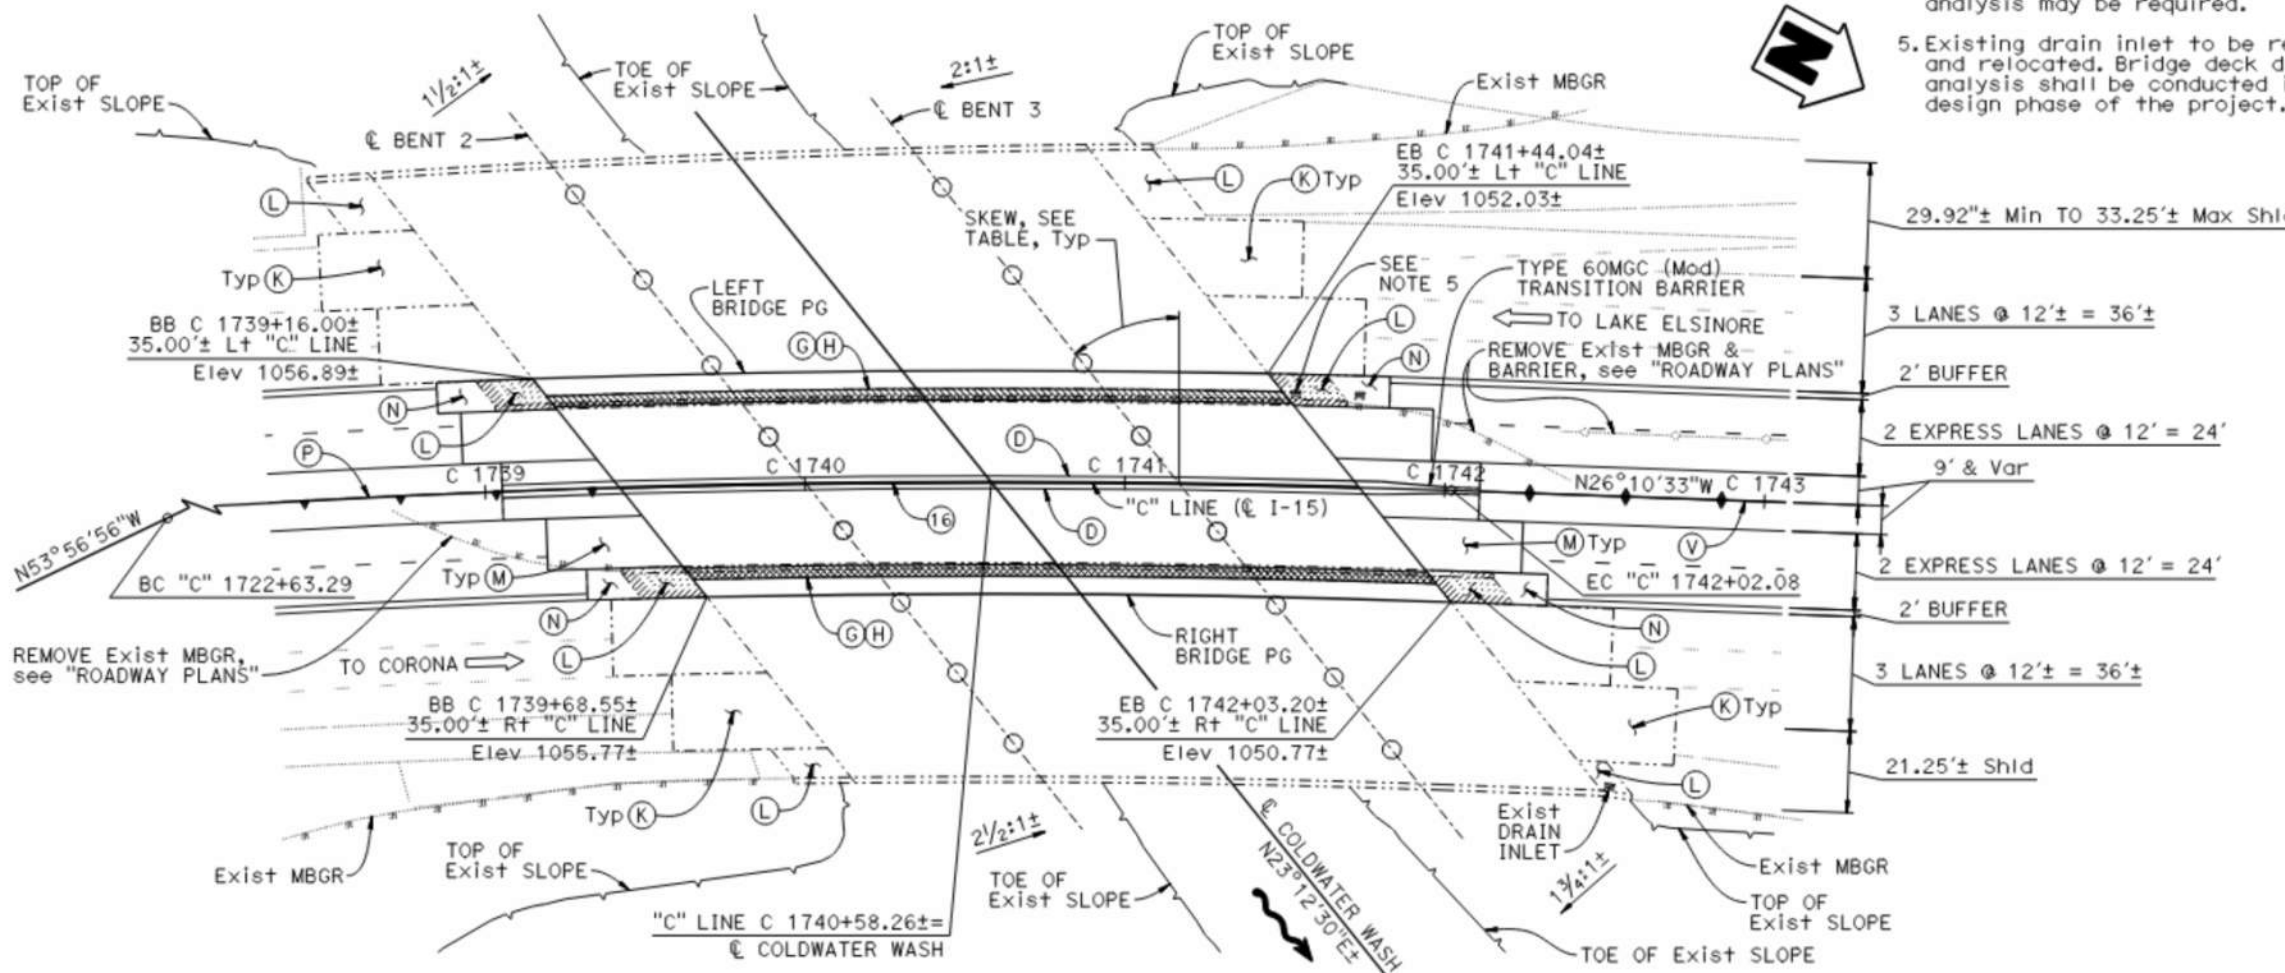 analysis may be required.
5. Existing drain inlet to be
and relocated. Bridge deck
analysis shall be conducted
design phase of the project.
N
TOP OF
Exist SLOPE
1½:1±
TOE OF
Exist SLOPE
2:1±
TOP OF
Exist SLOPE
Exist MBGR
℄ BENT 2
℄ BENT 3
L
Typ K
L
K Typ
EB C 1741+44.04±
35.00'± Lt "C" LINE
Elev 1052.03±
SKEW, SEE
TABLE, Typ
29.92"± Min TO 33.25'± Max
LEFT
BRIDGE PG
SEE
NOTE 5
TYPE 60MGC (Mod)
TRANSITION BARRIER
TO LAKE ELSINORE
3 LANES @ 12'± = 36'±
BB C 1739+16.00±
35.00'± Lt "C" LINE
Elev 1056.89±
G H
L
N
REMOVE Exist MBGR &
BARRIER, see "ROADWAY PLANS"
2' BUFFER
N
L
P
D
2 EXPRESS LANES @ 12' = 24'
C 1739
C 1740
C 1741
C 1742
N26°10'33"W
C 1743
9' & Var
16
D
"C" LINE (℄ I-15)
N53°56'56"W
BC "C" 1722+63.29
Typ M
M Typ
V
EC "C" 1742+02.08
2 EXPRESS LANES @ 12' = 24'
2' BUFFER
N
L
G H
RIGHT
BRIDGE PG
N
L
REMOVE Exist MBGR,
see "ROADWAY PLANS"
TO CORONA
3 LANES @ 12'± = 36'±
BB C 1739+68.55±
35.00'± Rt "C" LINE
Elev 1055.77±
EB C 1742+03.20±
35.00'± Rt "C" LINE
Elev 1050.77±
K Typ
21.25'± Shld
Typ K
L
L
Exist MBGR
TOP OF
Exist SLOPE
2½:1±
TOE OF
Exist SLOPE
℄ COLDWATER WASH
N23°12'30"E±
Exist
DRAIN
INLET
1¾:1±
Exist MBGR
TOP OF
Exist SLOPE
TOE OF Exist SLOPE
"C" LINE C 1740+58.26±=
℄ COLDWATER WASH